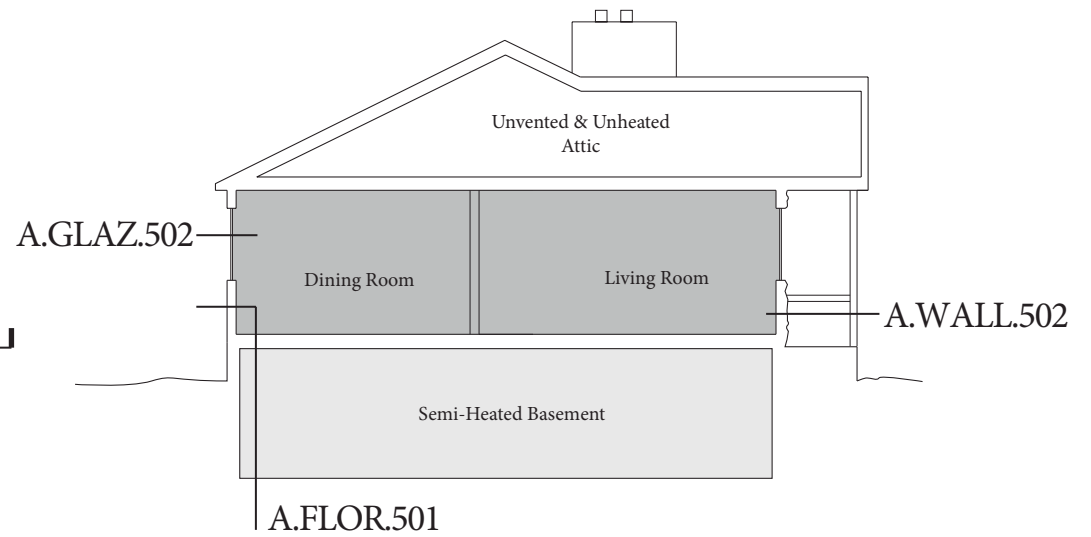 Unvented & Unheated
Attic
A.GLAZ.502
Dining Room
Living Room
A.WALL.502
Semi-Heated Basement
A.FLOR.501